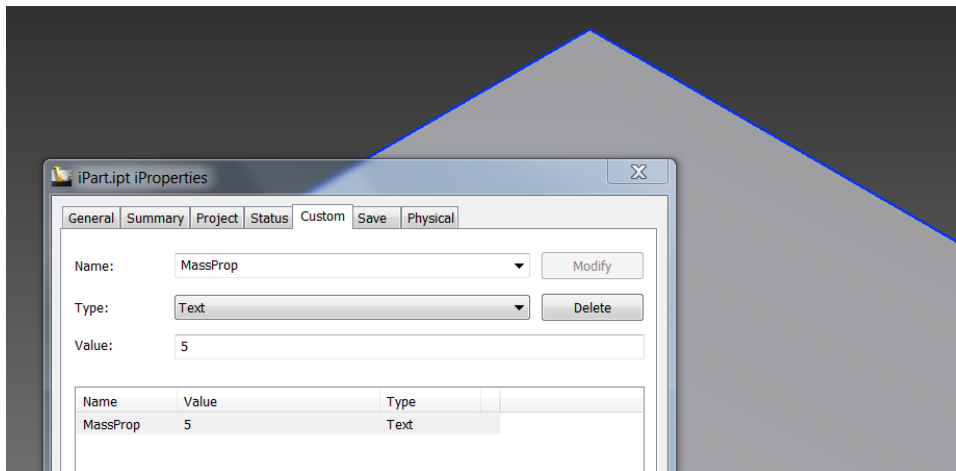 iPart.ipt iProperties
General Summary Project Status Custom Save Physical
Name: MassProp Modify
Type: Text Delete
Value: 5
Name Value Type
MassProp 5 Text